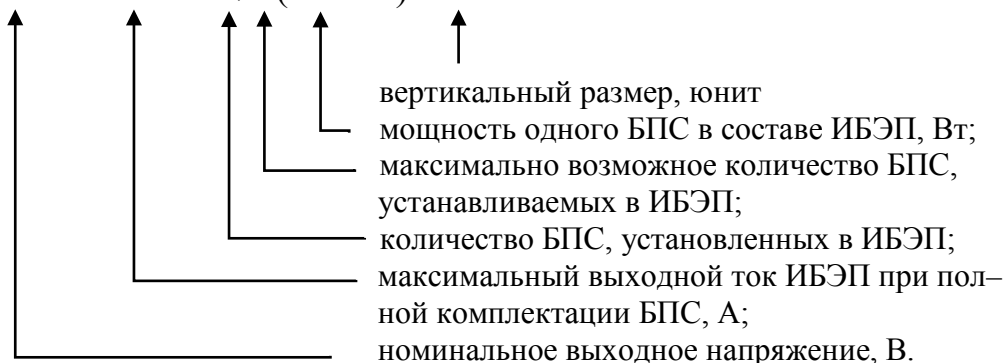 вертикальный размер, юнит
мощность одного БПС в составе ИБЭП, Вт;
максимально возможное количество БПС,
устанавливаемых в ИБЭП;
количество БПС, установленных в ИБЭП;
максимальный выходной ток ИБЭП при пол–
ной комплектации БПС, А;
номинальное выходное напряжение, В.